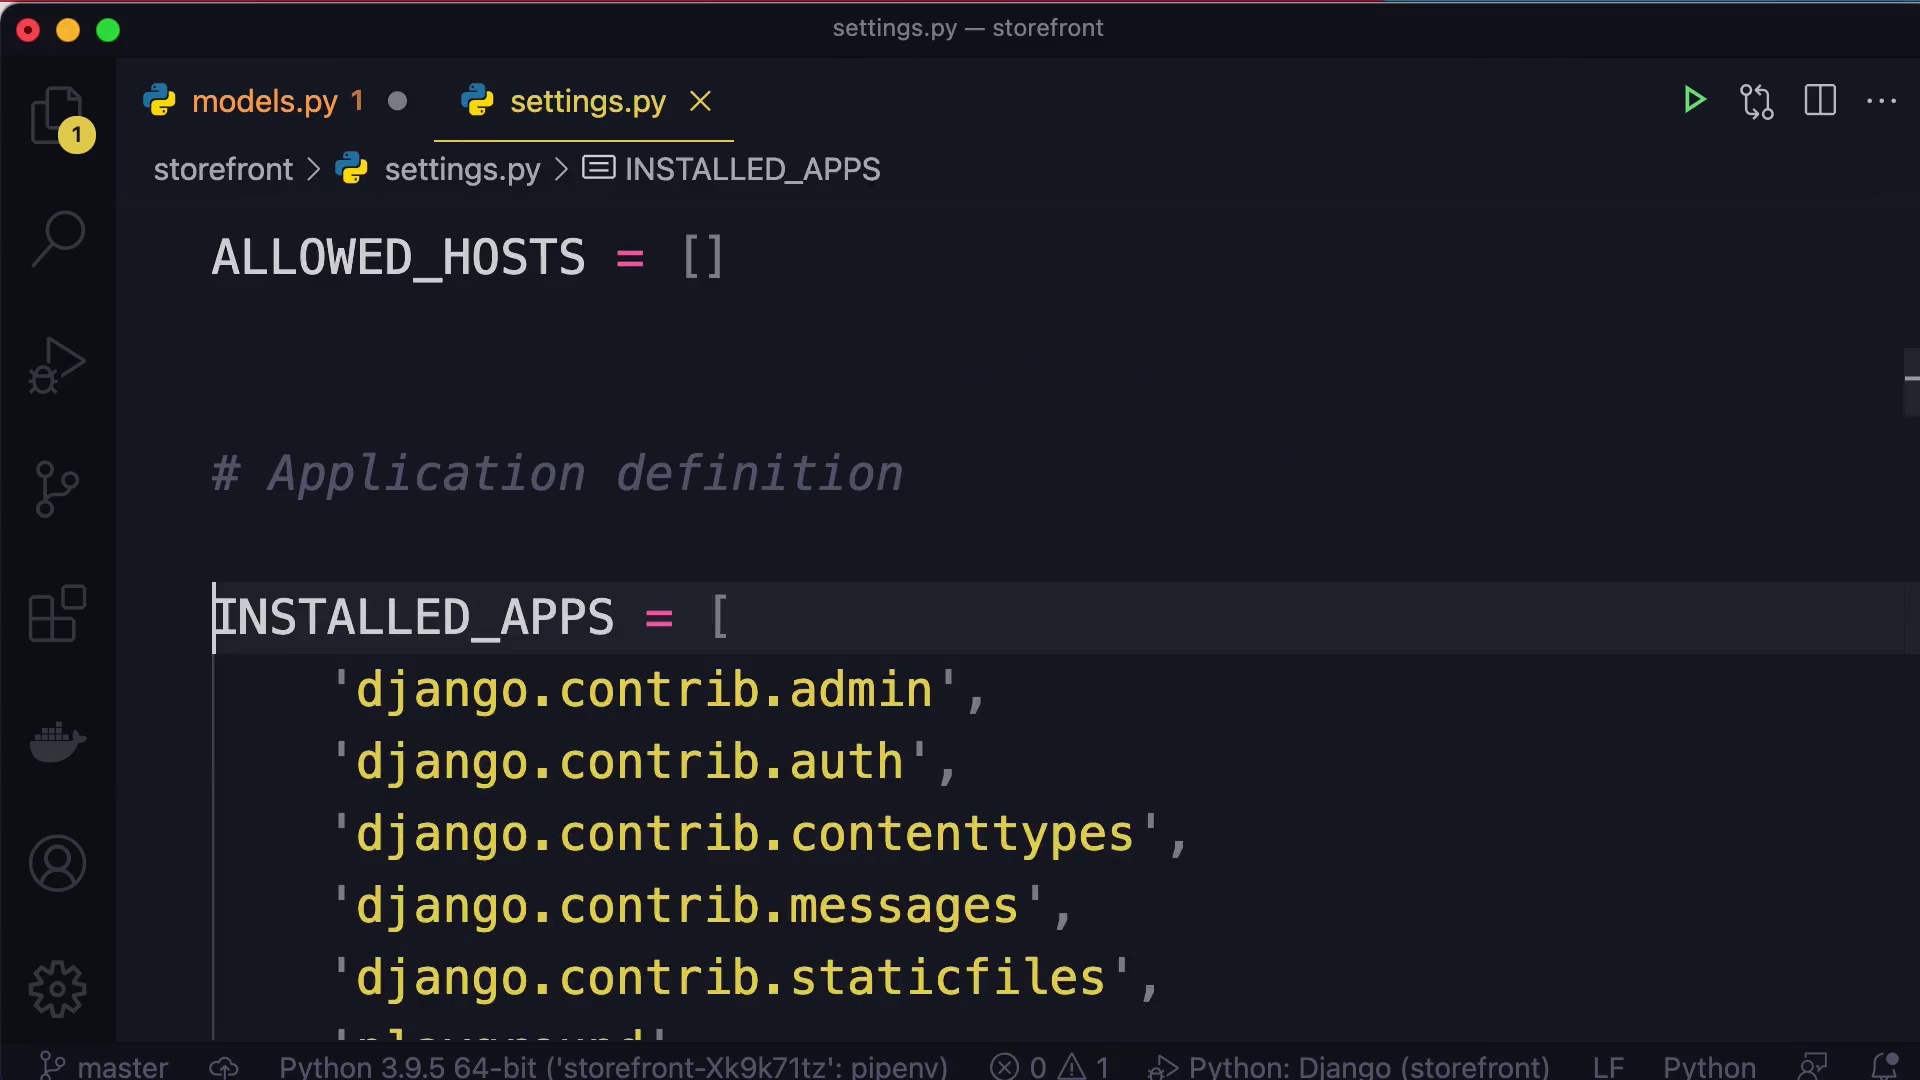 settings.py — storefront
models.py 1 settings.py
1
storefront > settings.py > INSTALLED_APPS
ALLOWED_HOSTS = []
# Application definition
INSTALLED_APPS = [
'django.contrib.admin',
'django.contrib.auth',
'django.contrib.contenttypes',
'django.contrib.messages',
'django.contrib.staticfiles',
master Python 3.9.5 64-bit ('storefront-Xk9k71tz': pipenv) 0 1 Python: Django (storefront) LF Python